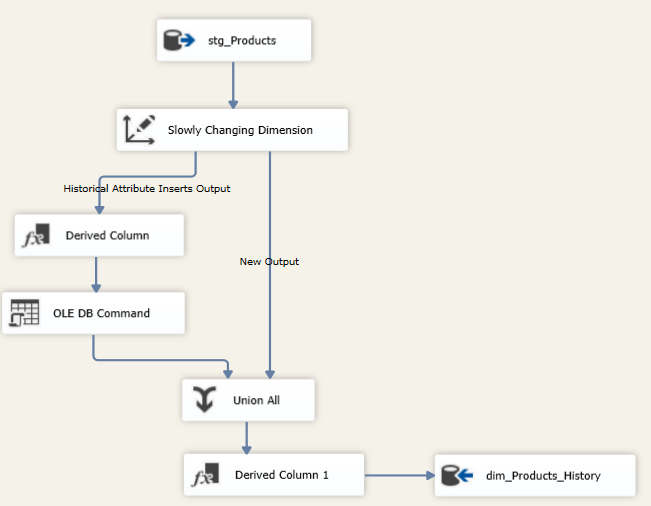 stg_Products
Slowly Changing Dimension
Historical Attribute Inserts Output
Derived Column
New Output
OLE DB Command
Union All
Derived Column 1
dim_Products_History